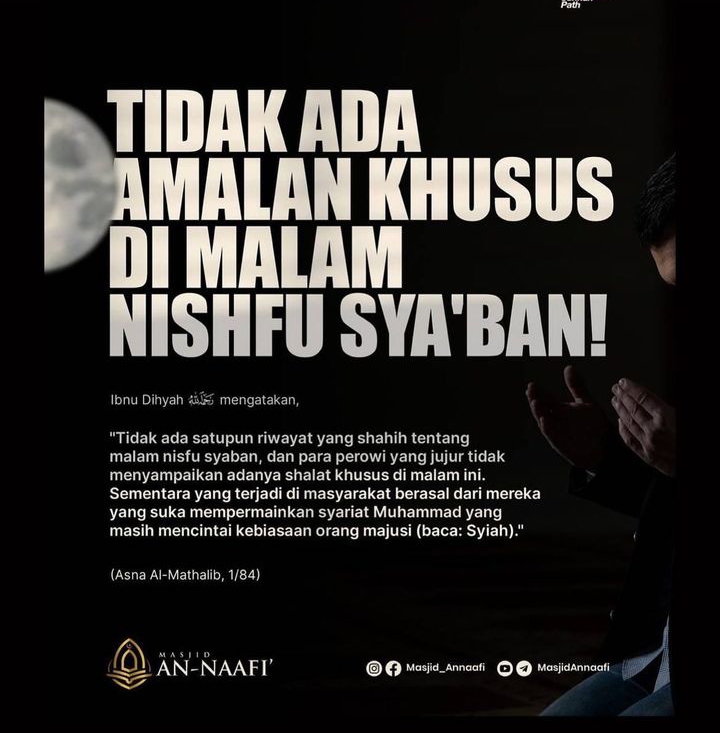 Path
TIDAK ADA
AMALAN KHUSUS
DI MALAM
NISHFU SYA'BAN!
Ibnu Dihyah رحمه الله mengatakan,
"Tidak ada satupun riwayat yang shahih tentang
malam nisfu syaban, dan para perowi yang jujur tidak
menyampaikan adanya shalat khusus di malam ini.
Sementara yang terjadi di masyarakat berasal dari mereka
yang suka mempermainkan syariat Muhammad yang
masih mencintai kebiasaan orang majusi (baca: Syiah)."
(Asna Al-Mathalib, 1/84)
MASJID
AN-NAAFI'
Masjid_Annaafi MasjidAnnaafi